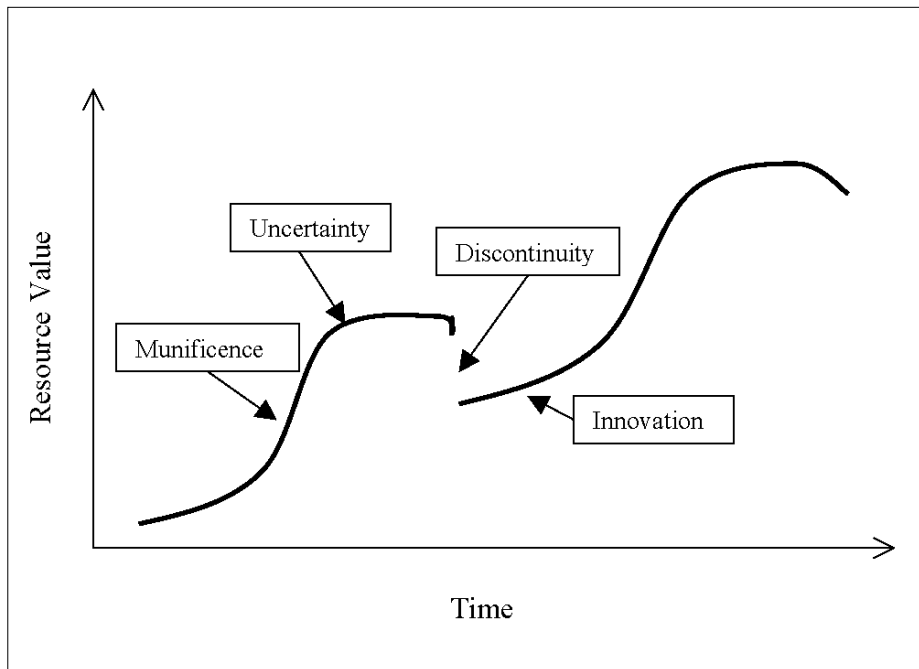 Uncertainty
Discontinuity
Munificence
Innovation
Resource Value
Time